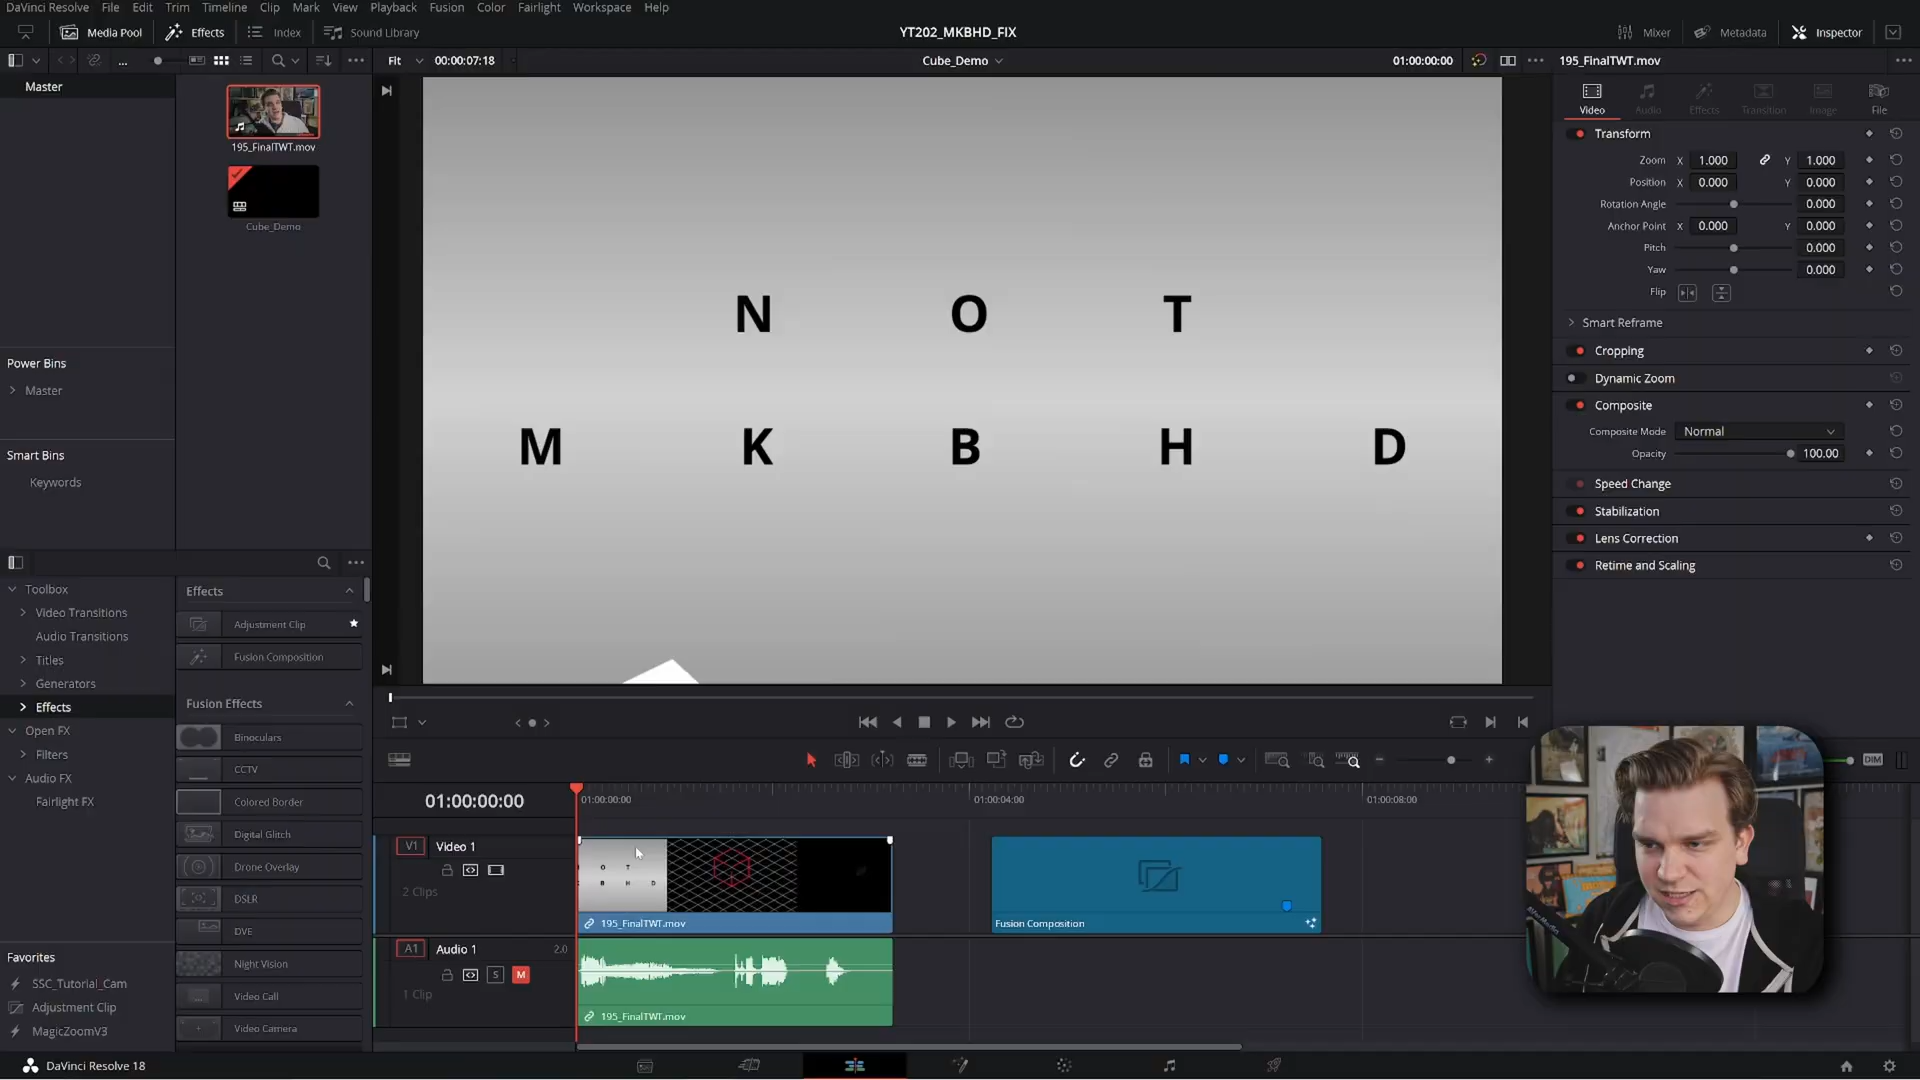 DaVinci Resolve File Edit Trim Timeline Clip Mark View Playback Fusion Color Fairlight Workspace Help
Media Pool Effects Index Sound Library YT202_MKBHD_FIX Mixer Metadata Inspector
... Fit 00:00:07:18 Cube_Demo 01:00:00:00 195_FinalTWT.mov
Master
195_FinalTWT.mov
Cube_Demo
Power Bins
Master
Smart Bins
Keywords
N O T
M K B H D
Video Audio Effects Transition Image File
Transform
Zoom X 1.000 Y 1.000
Position X 0.000 Y 0.000
Rotation Angle 0.000
Anchor Point X 0.000 Y 0.000
Pitch 0.000
Yaw 0.000
Flip
Smart Reframe
Cropping
Dynamic Zoom
Composite
Composite Mode Normal
Opacity 100.00
Speed Change
Stabilization
Lens Correction
Retime and Scaling
Toolbox
Video Transitions
Audio Transitions
Titles
Generators
Effects
Open FX
Filters
Audio FX
Fairlight FX
Favorites
SSC_Tutorial_Cam
Adjustment Clip
MagicZoomV3
Effects
Adjustment Clip
Fusion Composition
Fusion Effects
Binoculars
CCTV
Colored Border
Digital Glitch
Drone Overlay
DSLR
DVE
Night Vision
Video Call
Video Camera
DIM
01:00:00:00 01:00:00:00 01:00:04:00 01:00:08:00
V1 Video 1
2 Clips
O T
B H D
195_FinalTWT.mov
Fusion Composition
A1 Audio 1 2.0
S M
1 Clip
195_FinalTWT.mov
DaVinci Resolve 18